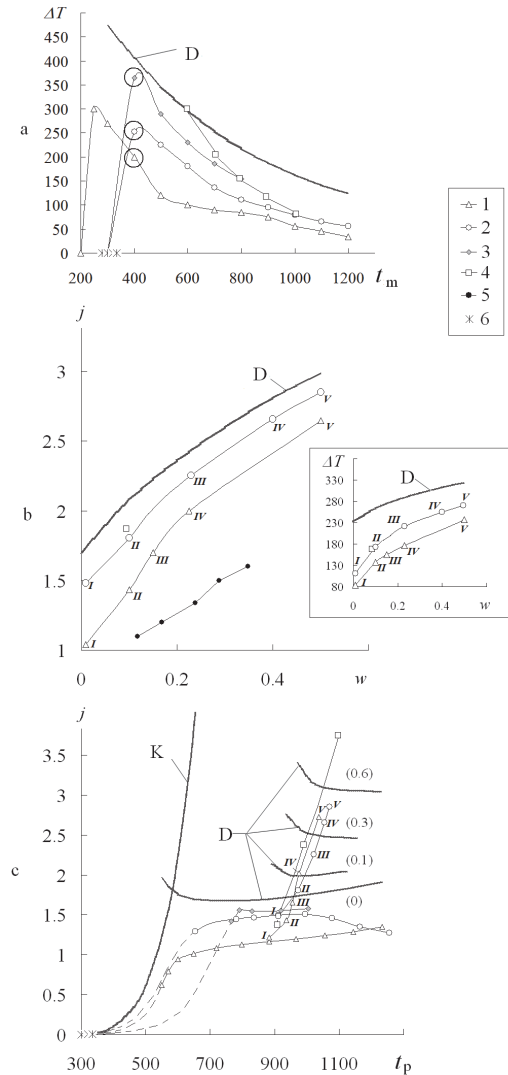 ΔT
450
D
400
350
300
a
250
200
150
100
50
0
200 400 600 800 1000 1200 t m
1
2
3
4
5
6
j
3
D
V
IV
V
2.5
III
b
2
IV
II
III
1.5
I
II
1
I
0 0.2 0.4 w
ΔT
330
D
280
IV
V
III
230
II
V
180
IV
I
III
130
II
80
I
0 0.2 0.4 w
j
4
K
3.5
(0.6)
3
V V
D
(0.3)
IV
2.5
III
c
IV
(0.1)
2
II
(0)
III
1.5
I
II
I
1
0.5
0
300 500 700 900 1100 t p